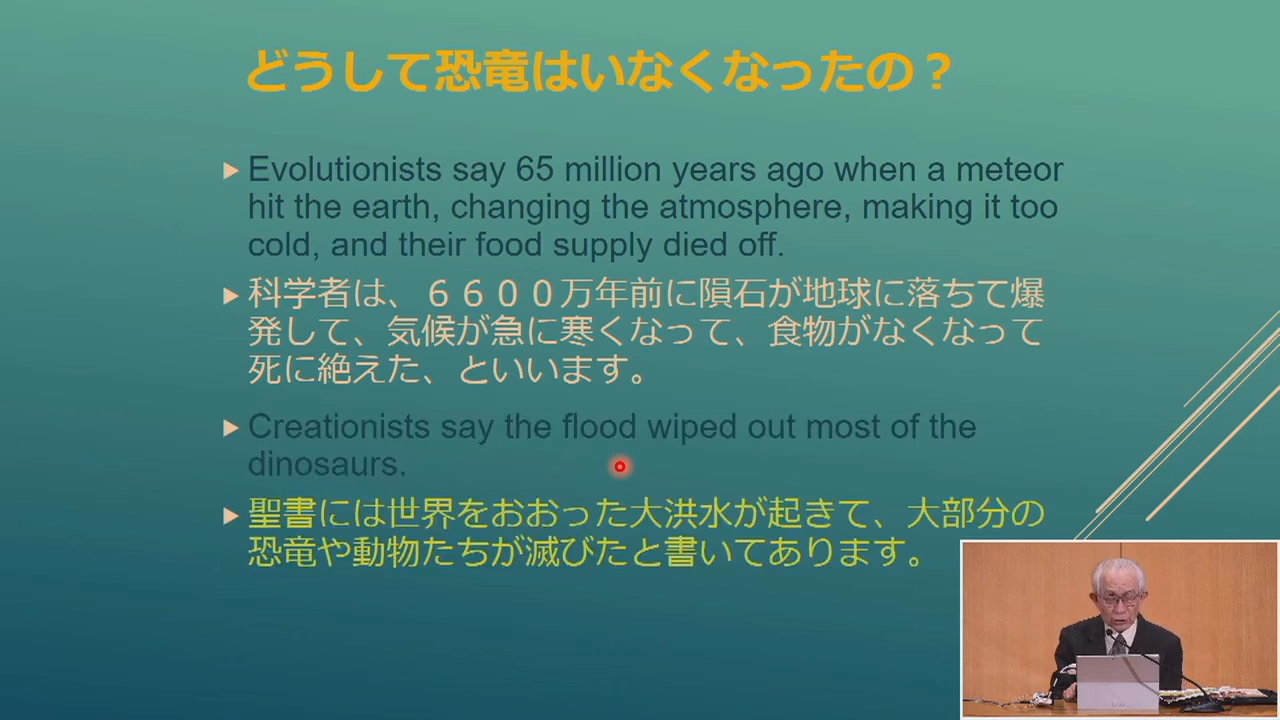 どうして恐竜はいなくなったの？
Evolutionists say 65 million years ago when a meteor
hit the earth, changing the atmosphere, making it too
cold, and their food supply died off.
科学者は、６６００万年前に隕石が地球に落ちて爆
発して、気候が急に寒くなって、食物がなくなって
死に絶えた、といいます。
Creationists say the flood wiped out most of the
dinosaurs.
聖書には世界をおおった大洪水が起きて、大部分の
恐竜や動物たちが滅びたと書いてあります。